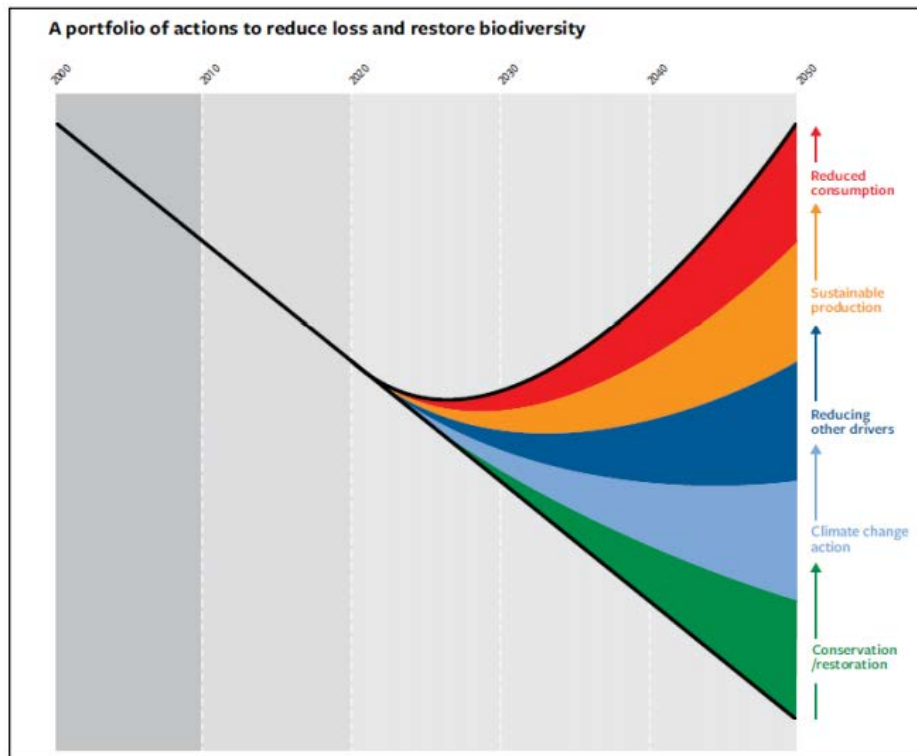 A portfolio of actions to reduce loss and restore biodiversity
2000
2010
2020
2030
2040
2050
Reduced
consumption
Sustainable
production
Reducing
other drivers
Climate change
action
Conservation
/restoration